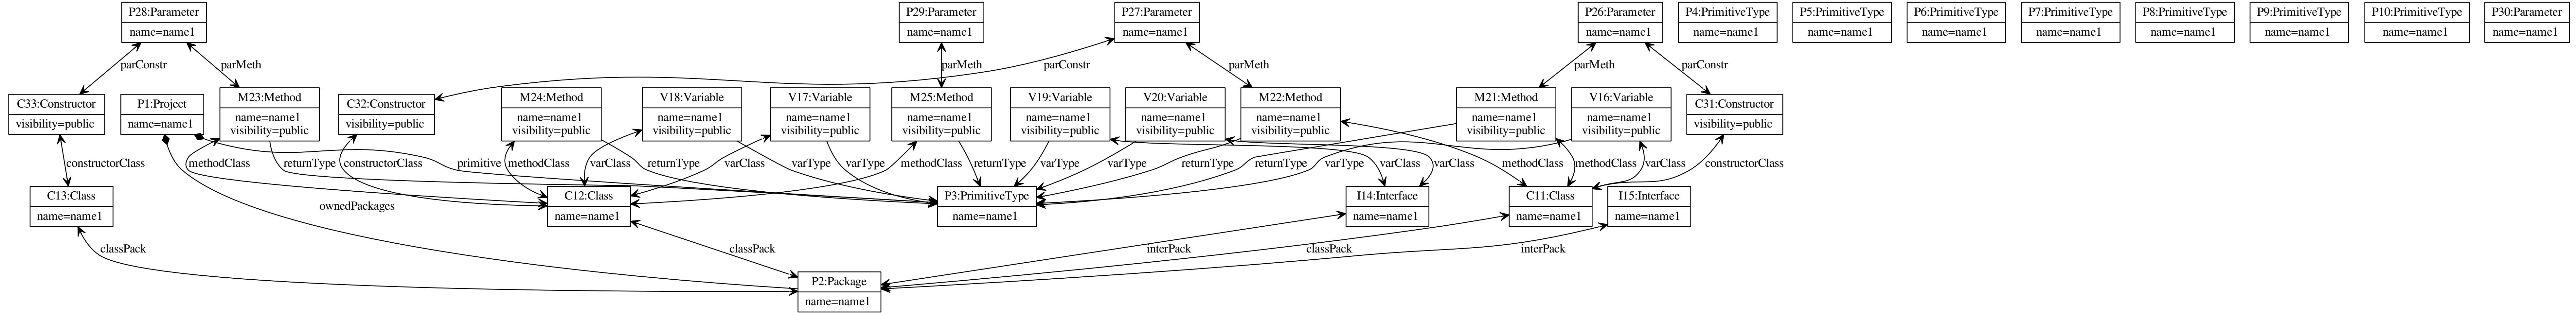 P28:Parameter
name=name1
P29:Parameter
name=name1
P27:Parameter
name=name1
P26:Parameter
name=name1
P4:PrimitiveType
name=name1
P5:PrimitiveType
name=name1
P6:PrimitiveType
name=name1
P7:PrimitiveType
name=name1
P8:PrimitiveType
name=name1
P9:PrimitiveType
name=name1
P10:PrimitiveType
name=name1
P30:Parameter
name=name1
parConstr
parMeth
parMeth
parConstr
parMeth
parMeth
parConstr
C33:Constructor
visibility=public
P1:Project
name=name1
M23:Method
name=name1
visibility=public
C32:Constructor
visibility=public
M24:Method
name=name1
visibility=public
V18:Variable
name=name1
visibility=public
V17:Variable
name=name1
visibility=public
M25:Method
name=name1
visibility=public
V19:Variable
name=name1
visibility=public
V20:Variable
name=name1
visibility=public
M22:Method
name=name1
visibility=public
M21:Method
name=name1
visibility=public
V16:Variable
name=name1
visibility=public
C31:Constructor
visibility=public
constructorClass
methodClass
returnType
constructorClass
primitive
methodClass
varClass
returnType
varClass
varType
varType
methodClass
returnType
varType
varType
returnType
returnType
varType
varClass
varClass
methodClass
methodClass
varClass
constructorClass
C13:Class
name=name1
ownedPackages
C12:Class
name=name1
P3:PrimitiveType
name=name1
I14:Interface
name=name1
C11:Class
name=name1
I15:Interface
name=name1
classPack
classPack
interPack
classPack
interPack
P2:Package
name=name1